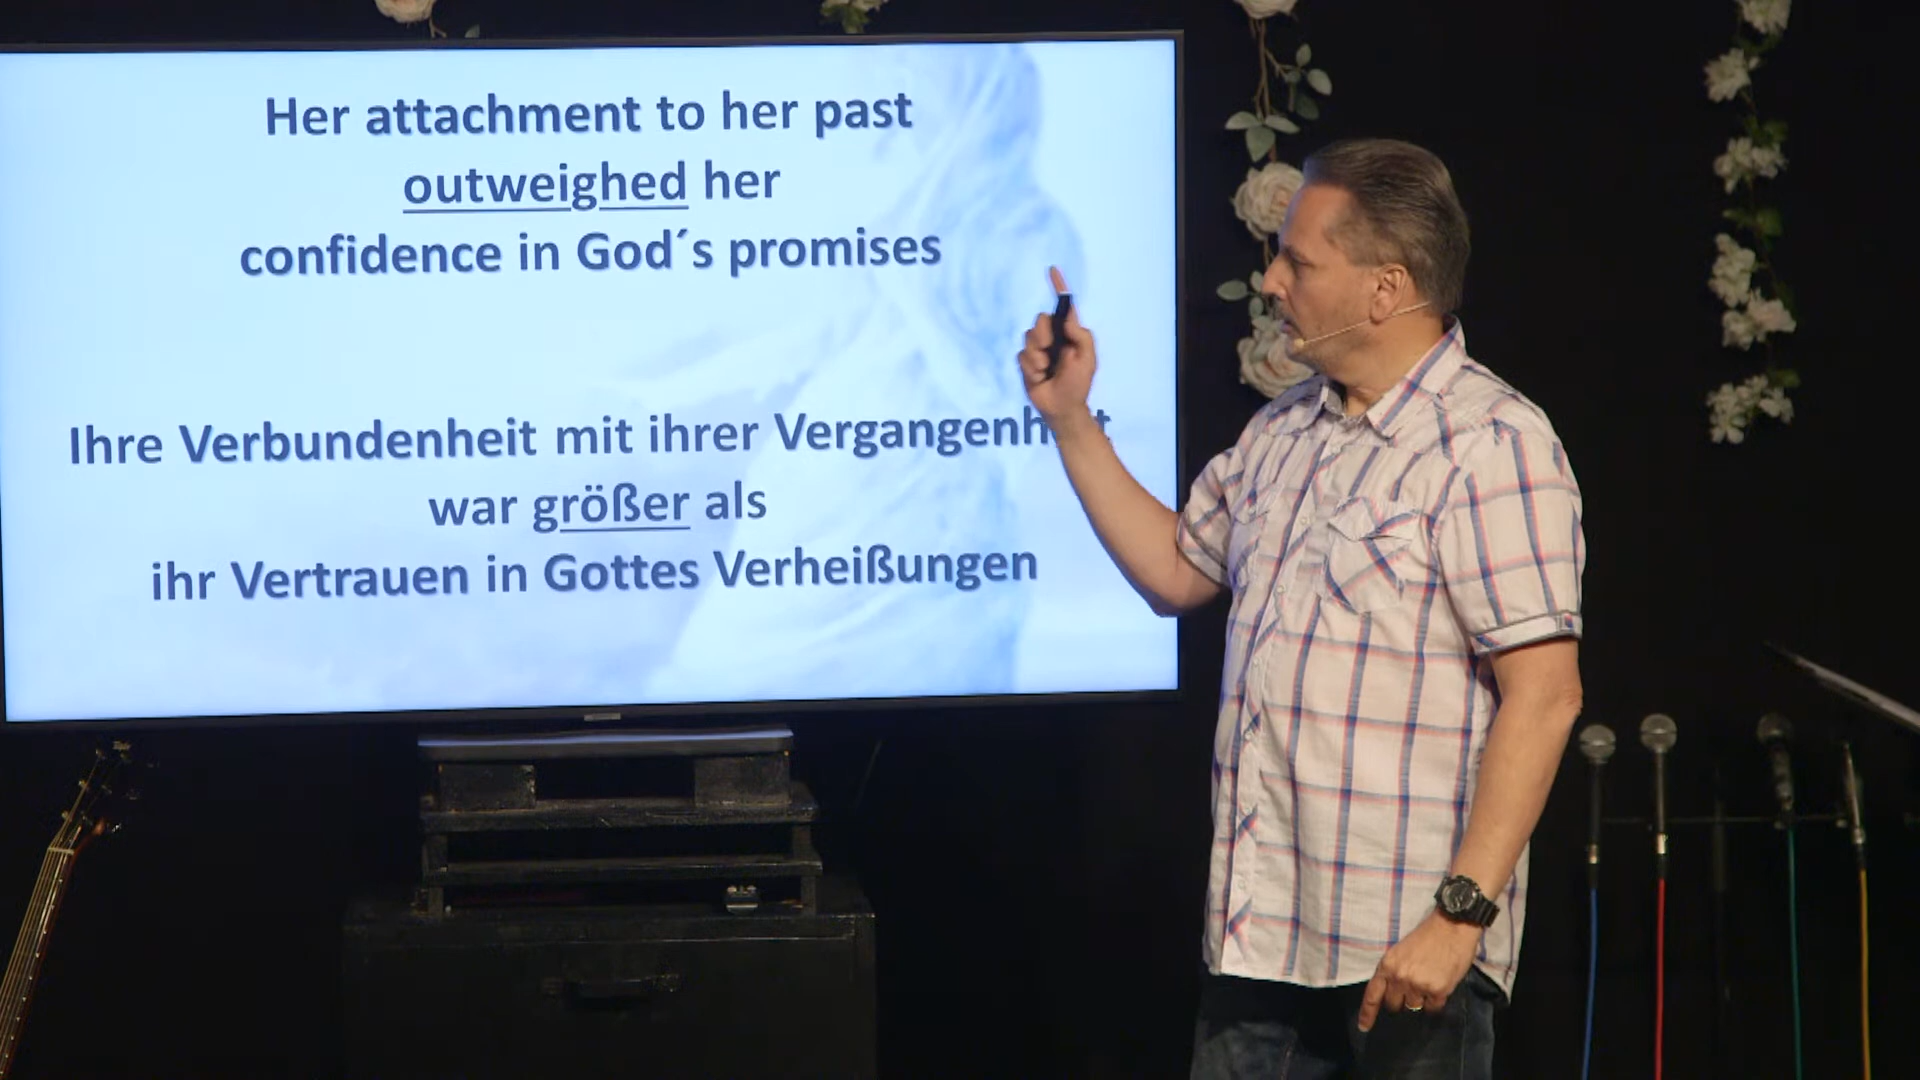 Her attachment to her past
outweighed her
confidence in God´s promises
Ihre Verbundenheit mit ihrer
war größer als
ihr Vertrauen in Gottes Verheißungen